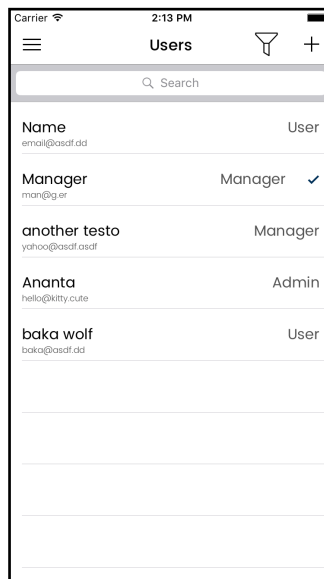 Carrier 2:13 PM
Users
Search
Name User
email@asdf.dd
Manager Manager
man@g.er
another testo Manager
yahoo@asdf.asdf
Ananta Admin
hello@kitty.cute
baka wolf User
baka@asdf.dd